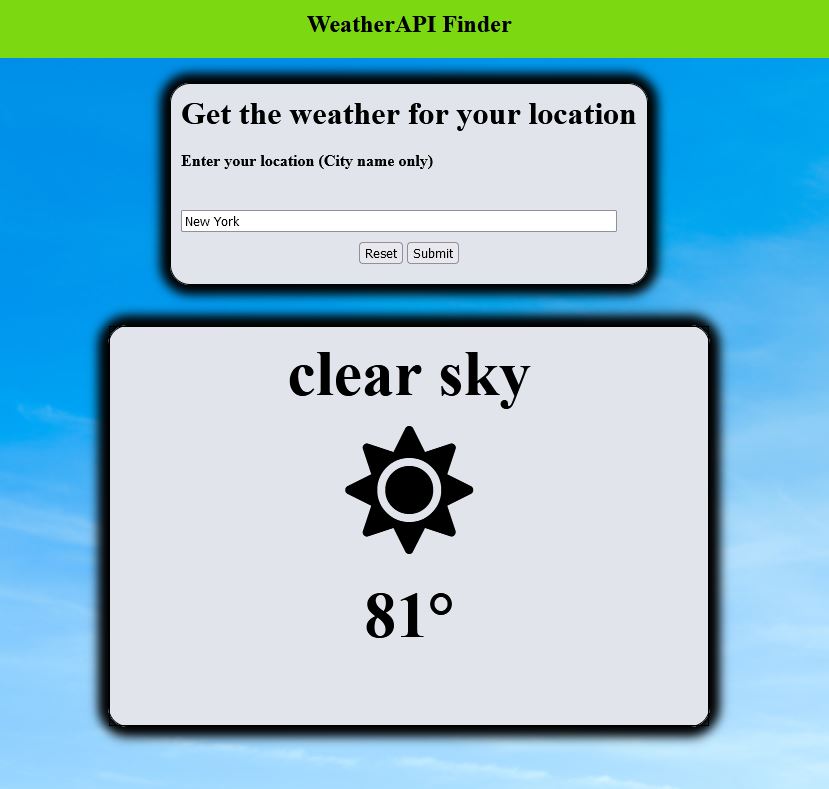 WeatherAPI Finder
Get the weather for your location
Enter your location (City name only)
New York
Reset Submit
clear sky
81°